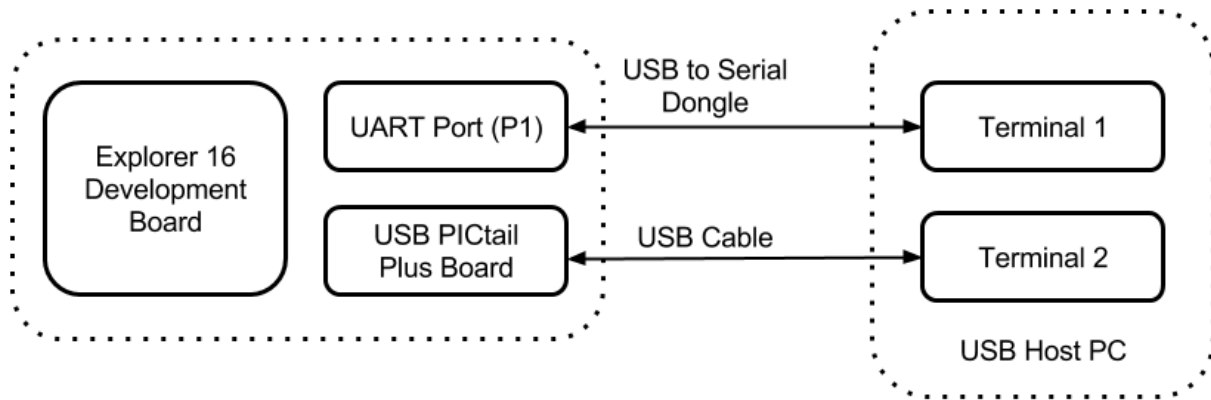 Explorer 16
Development
Board
UART Port (P1)
USB PICtail
Plus Board
USB to Serial
Dongle
USB Cable
Terminal 1
Terminal 2
USB Host PC